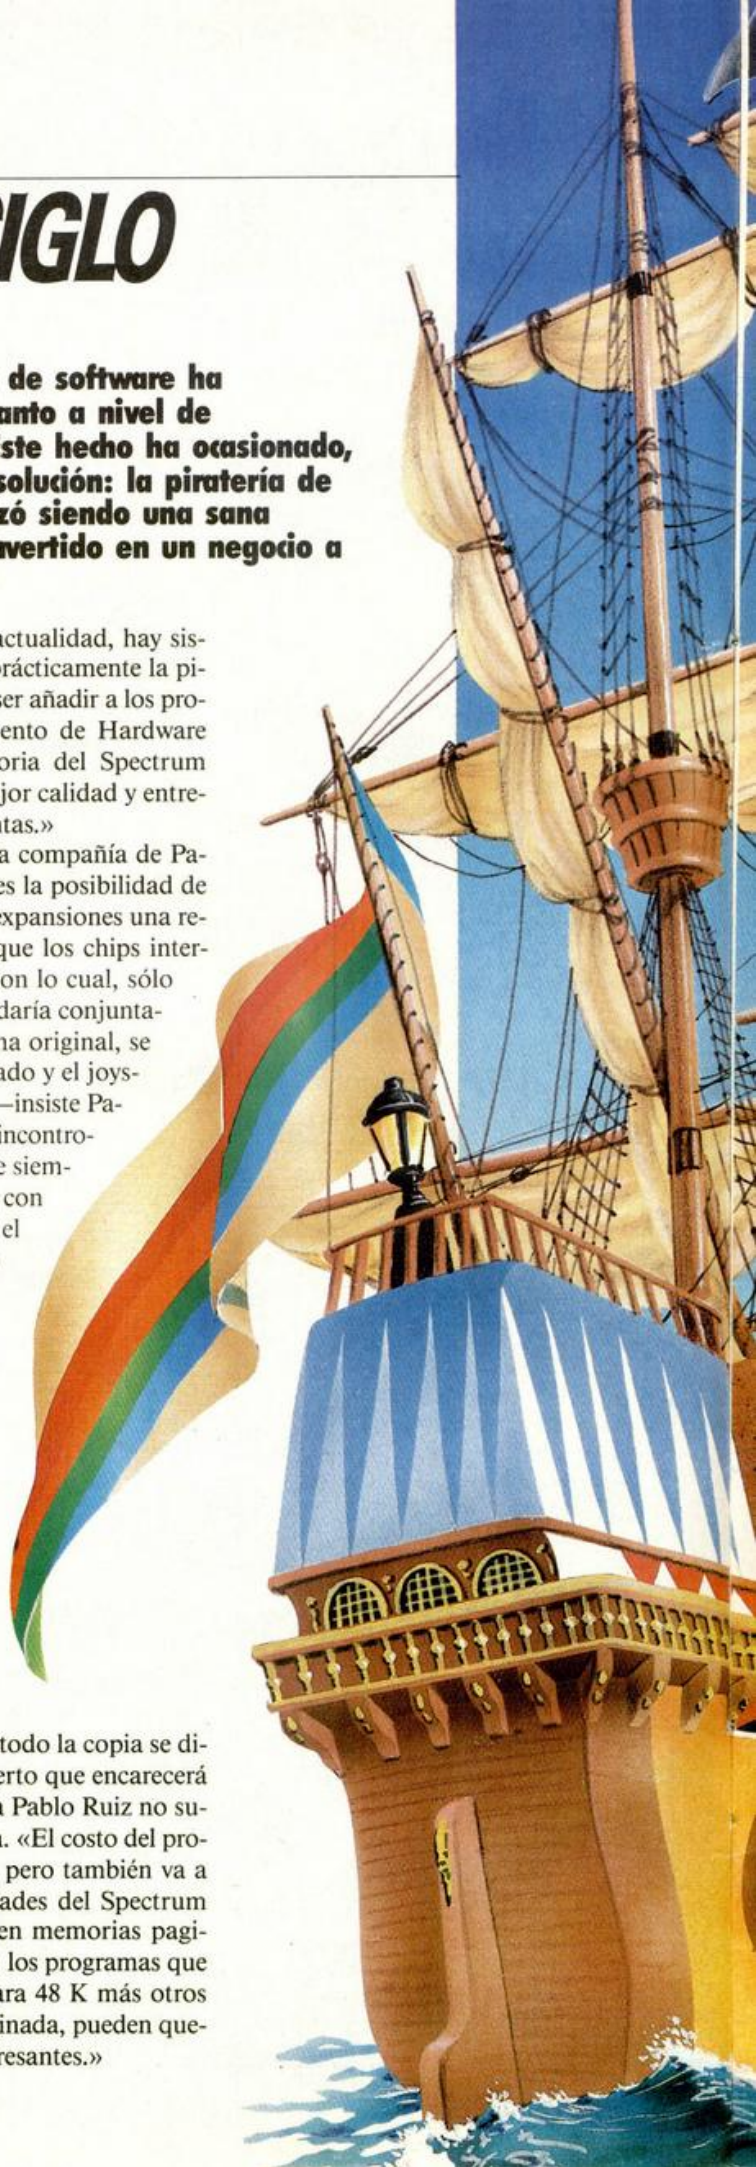 SIGLO
de software ha
anto a nivel de
ste hecho ha ocasionado,
solución: la piratería de
zó siendo una sana
nvertido en un negocio a
actualidad, hay sis-
prácticamente la pi-
ser añadir a los pro-
ento de Hardware
oria del Spectrum
jor calidad y entre-
ntas.»
a compañía de Pa-
es la posibilidad de
expansiones una re-
que los chips inter-
on lo cual, sólo
daría conjunta-
na original, se
ado y el joys-
—insiste Pa-
incontro-
e siem-
con
el
todo la copia se di-
erto que encarecerá
a Pablo Ruiz no su-
a. «El costo del pro-
pero también va a
ades del Spectrum
en memorias pagi-
los programas que
ara 48 K más otros
inada, pueden que-
resantes.»